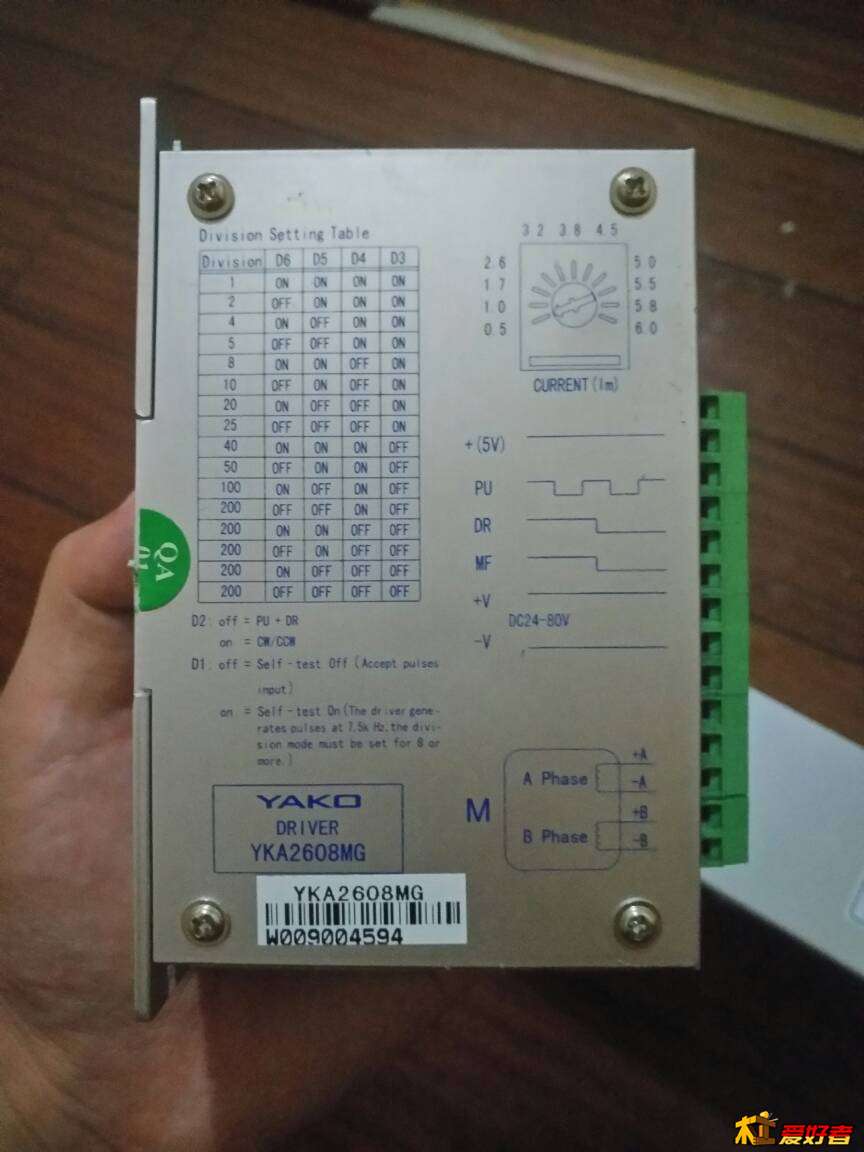 Division Setting Table
Division D6 D5 D4 D3
1 ON ON ON ON
2 OFF ON ON ON
4 ON OFF ON ON
5 OFF OFF ON ON
8 ON ON OFF ON
10 OFF ON OFF ON
20 ON OFF OFF ON
25 OFF OFF OFF ON
40 ON ON ON OFF
50 OFF ON ON OFF
100 ON OFF ON OFF
200 OFF OFF ON OFF
200 ON ON OFF OFF
200 OFF ON OFF OFF
200 ON OFF OFF OFF
200 OFF OFF OFF OFF
D2: off = PU + DR
on = CW/CCW
D1: off = Self-test Off (Accept pulses
input)
on = Self-test On (The driver gene-
rates pulses at 7.5k Hz, the divi-
sion mode must be set for 8 or
more.)
3.2 3.8 4.5
2.6 5.0
1.7 5.5
1.0 5.8
0.5 6.0
CURRENT (Im)
+(5V)
PU
DR
MF
+V
DC24-80V
-V
QA
M
A Phase +A
-A
B Phase +B
-B
YAKO
DRIVER
YKA2608MG
YKA2608MG
W009004594
爱好者